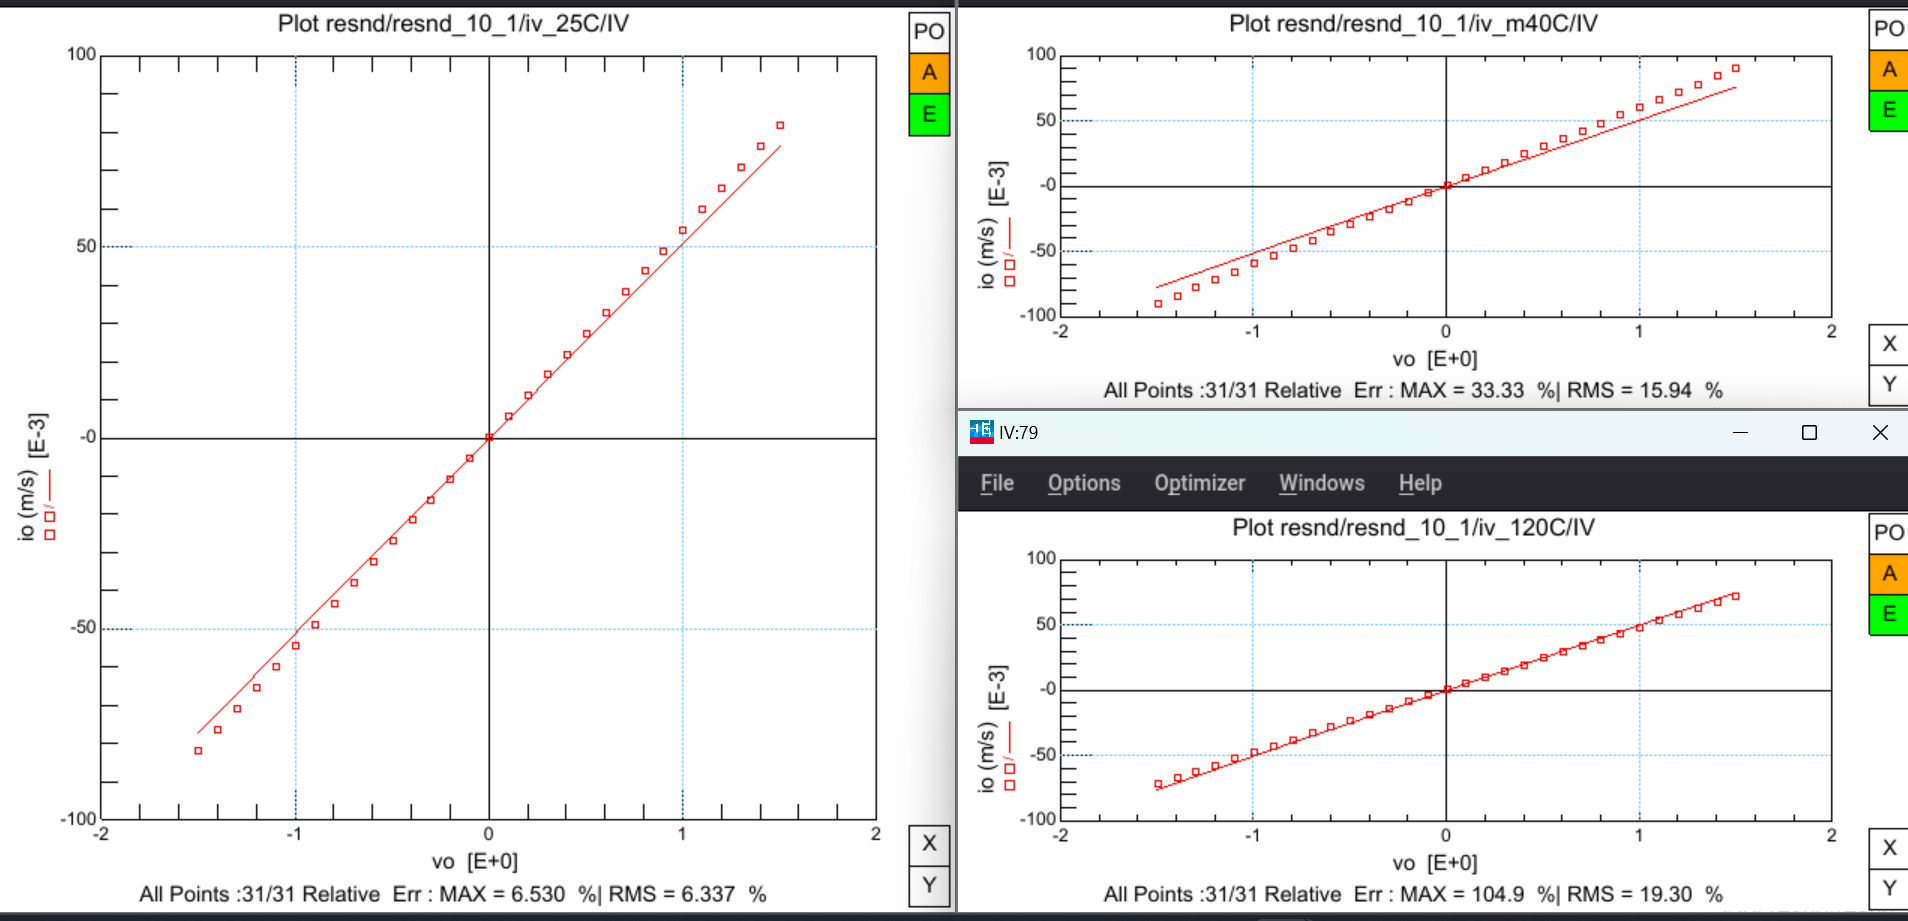 Plot resnd/resnd_10_1/iv_25C/IV
PO
A
E
100
50
-0
-50
-100
io (m/s) [E-3]
-2 -1 0 1 2
vo [E+0]
X
Y
All Points :31/31 Relative Err : MAX = 6.530 %| RMS = 6.337 %
Plot resnd/resnd_10_1/iv_m40C/IV
PO
A
E
100
50
-0
-50
-100
io (m/s) [E-3]
-2 -1 0 1 2
vo [E+0]
X
Y
All Points :31/31 Relative Err : MAX = 33.33 %| RMS = 15.94 %
IV:79
File Options Optimizer Windows Help
Plot resnd/resnd_10_1/iv_120C/IV
PO
A
E
100
50
-0
-50
-100
io (m/s) [E-3]
-2 -1 0 1 2
vo [E+0]
X
Y
All Points :31/31 Relative Err : MAX = 104.9 %| RMS = 19.30 %